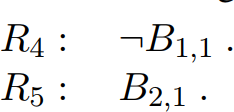 R₄ : ¬B₁,₁ .
R₅ : B₂,₁ .